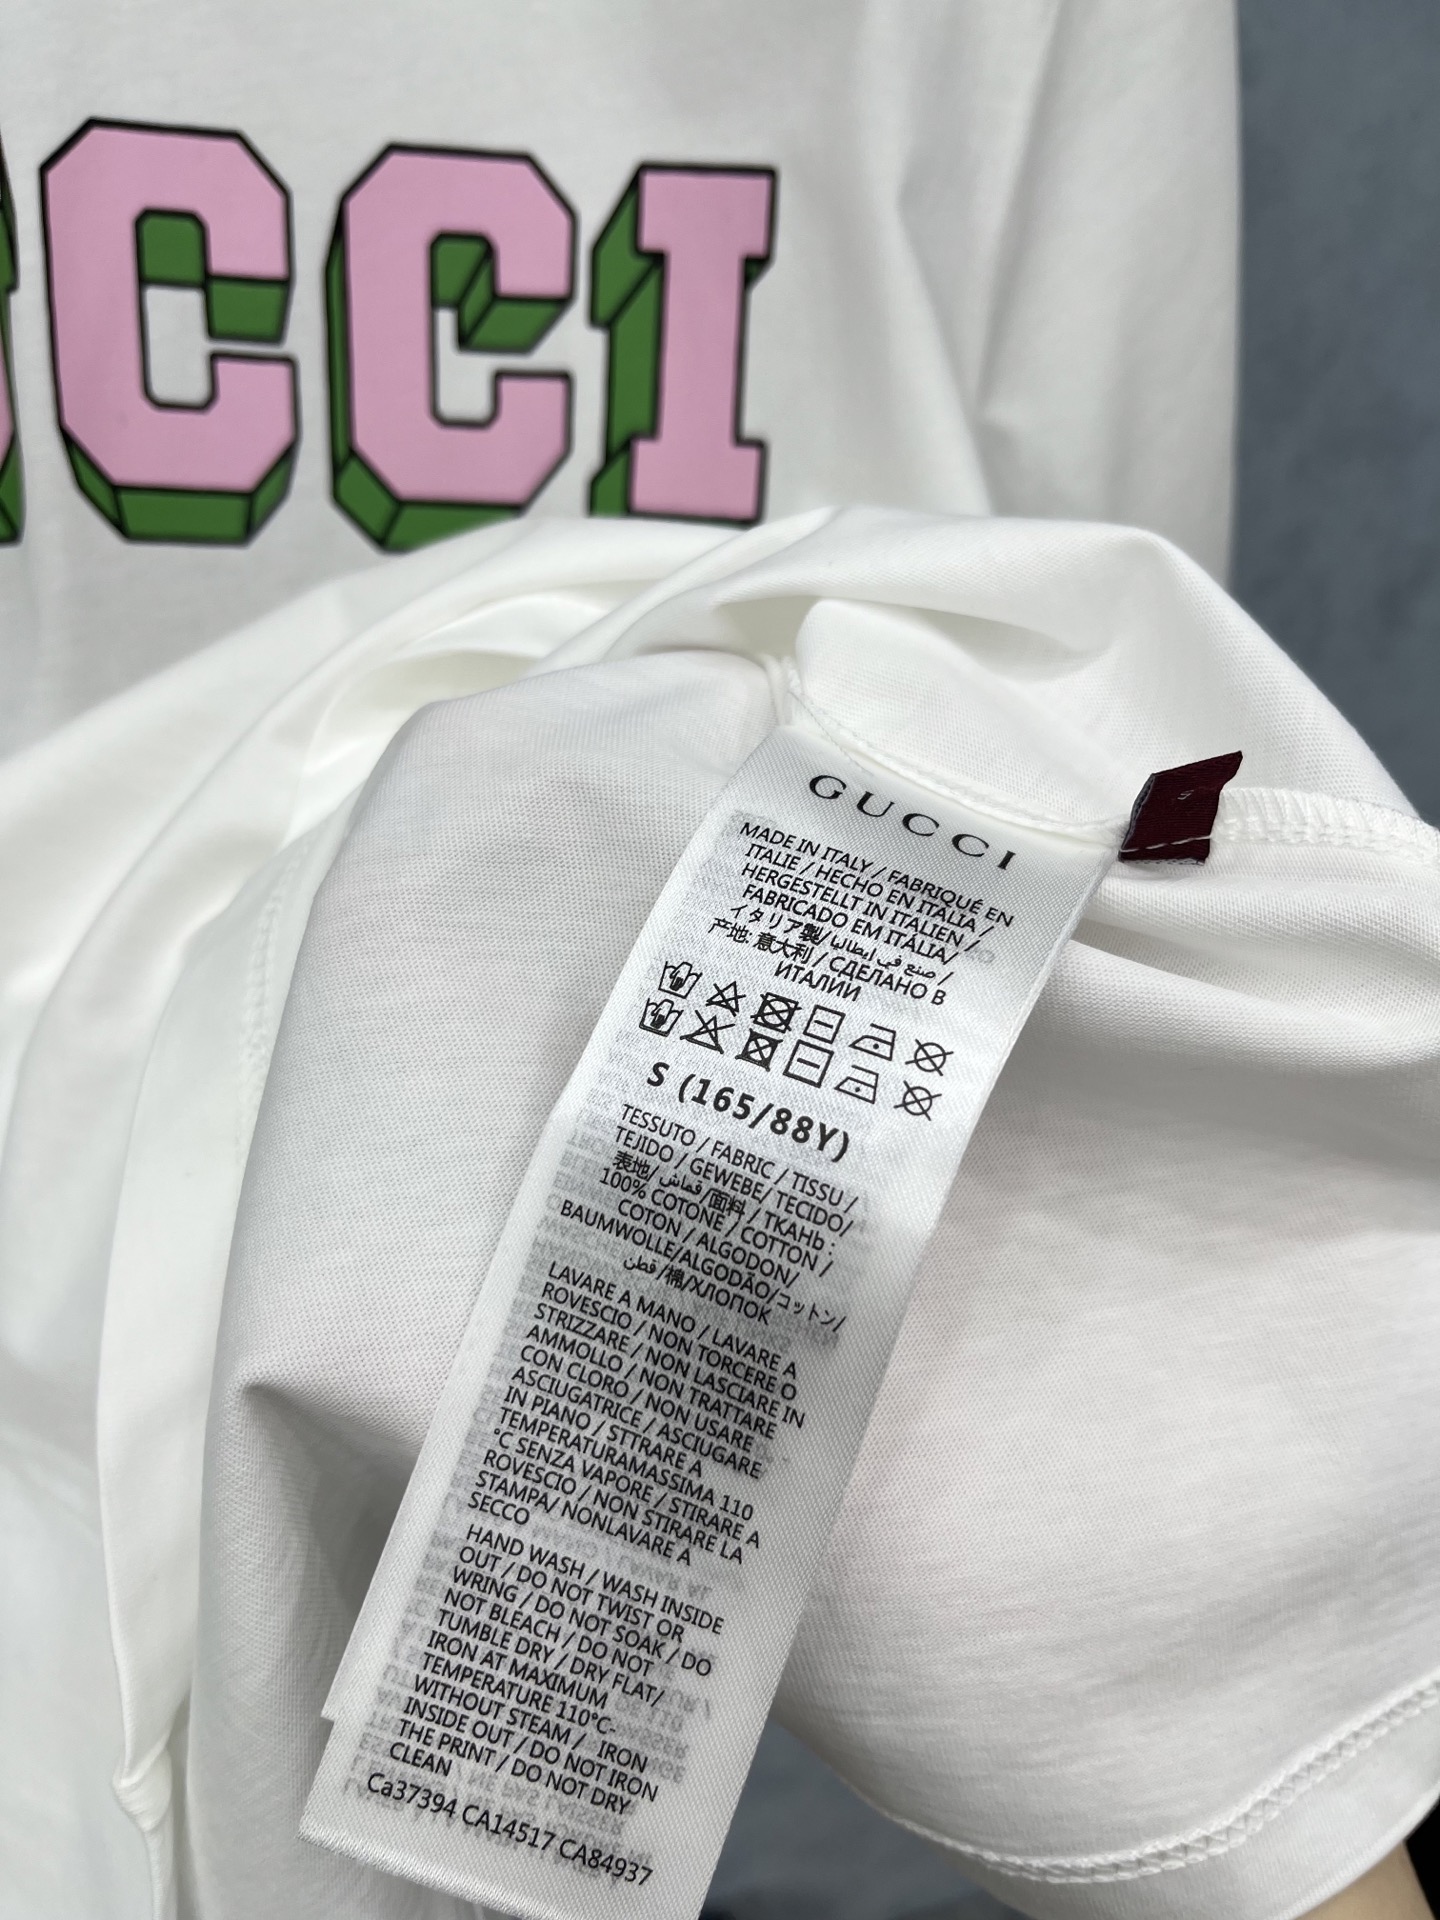 UCCI
GUCCI
S
MADE IN ITALY / FABRIQUÉ EN
ITALIE / HECHO EN ITALIA /
HERGESTELLT IN ITALIEN /
FABRICADO EM ITÁLIA/
イタリア製/صنع في إيطاليا /
产地: 意大利 / СДЕЛАНО В
ИТАЛИИ
S (165/88Y)
TESSUTO / FABRIC / TISSU /
TEJIDO / GEWEBE/ TECIDO/
表地/ قماش/面料 / ТКАНЬ :
100% COTONE / COTTON /
COTON / ALGODON/
BAUMWOLLE/ALGODÃO/コットン/
قطن /棉/ХЛОПОК
LAVARE A MANO / LAVARE A
ROVESCIO / NON TORCERE O
STRIZZARE / NON LASCIARE IN
AMMOLLO / NON TRATTARE
CON CLORO / NON USARE
ASCIUGATRICE / ASCIUGARE
IN PIANO / STTRARE A
TEMPERATURAMASSIMA 110
°C SENZA VAPORE / STIRARE A
ROVESCIO / NON STIRARE LA
STAMPA/ NONLAVARE A
SECCO
HAND WASH / WASH INSIDE
OUT / DO NOT TWIST OR
WRING / DO NOT SOAK / DO
NOT BLEACH / DO NOT
TUMBLE DRY / DRY FLAT/
IRON AT MAXIMUM
TEMPERATURE 110°C-
WITHOUT STEAM / IRON
INSIDE OUT / DO NOT IRON
THE PRINT / DO NOT DRY
CLEAN
Ca37394 CA14517 CA84937